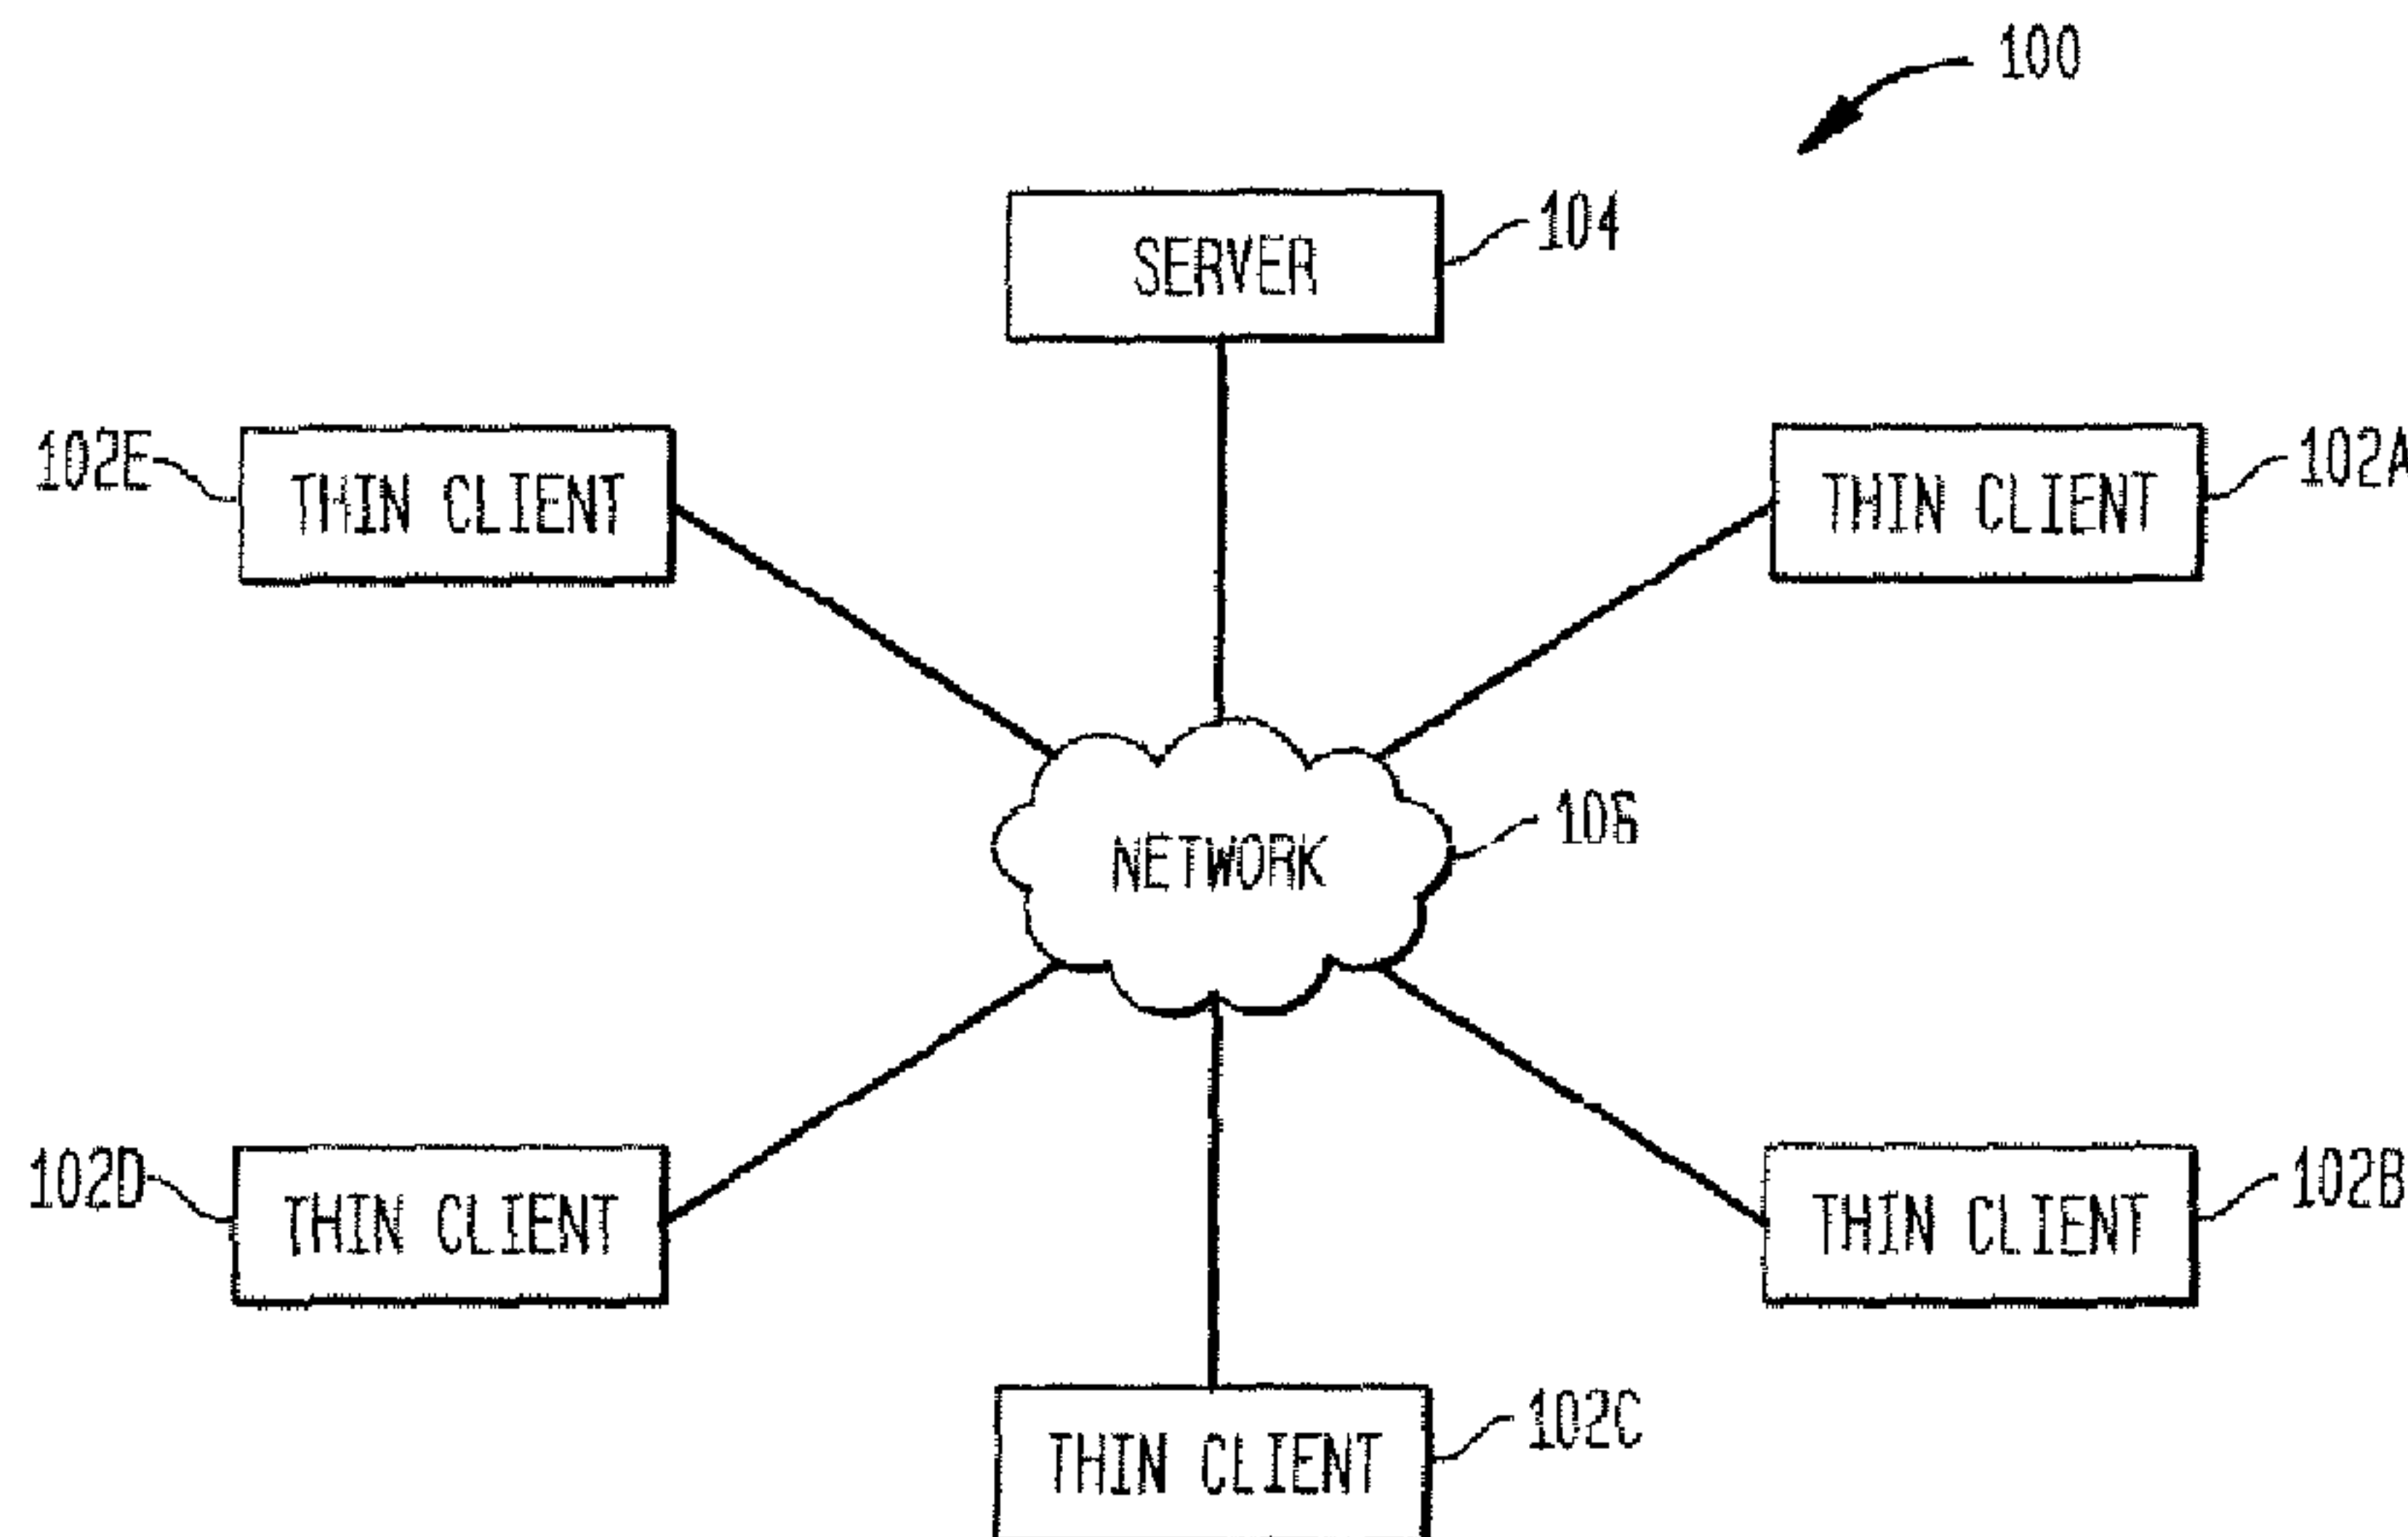 100
SERVER
104
102E
THIN CLIENT
THIN CLIENT
102A
NETWORK
106
102D
THIN CLIENT
THIN CLIENT
102B
THIN CLIENT
102C